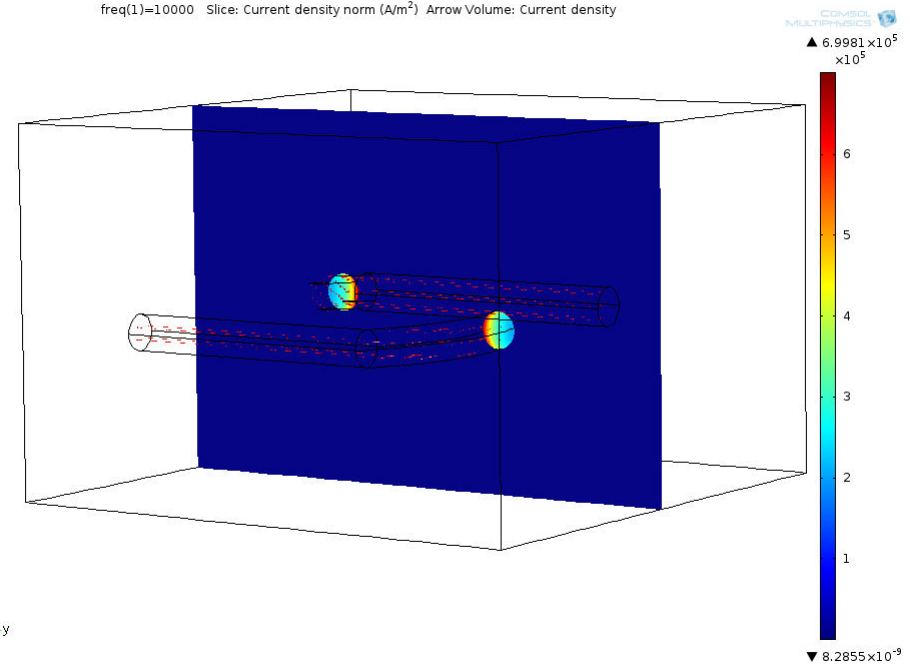 freq(1)=10000 Slice: Current density norm (A/m²) Arrow Volume: Current density
COMSOL
MULTIPHYSICS
▲ 6.9981×10⁵
×10⁵
6
5
4
3
2
1
y
▼ 8.2855×10⁻⁹